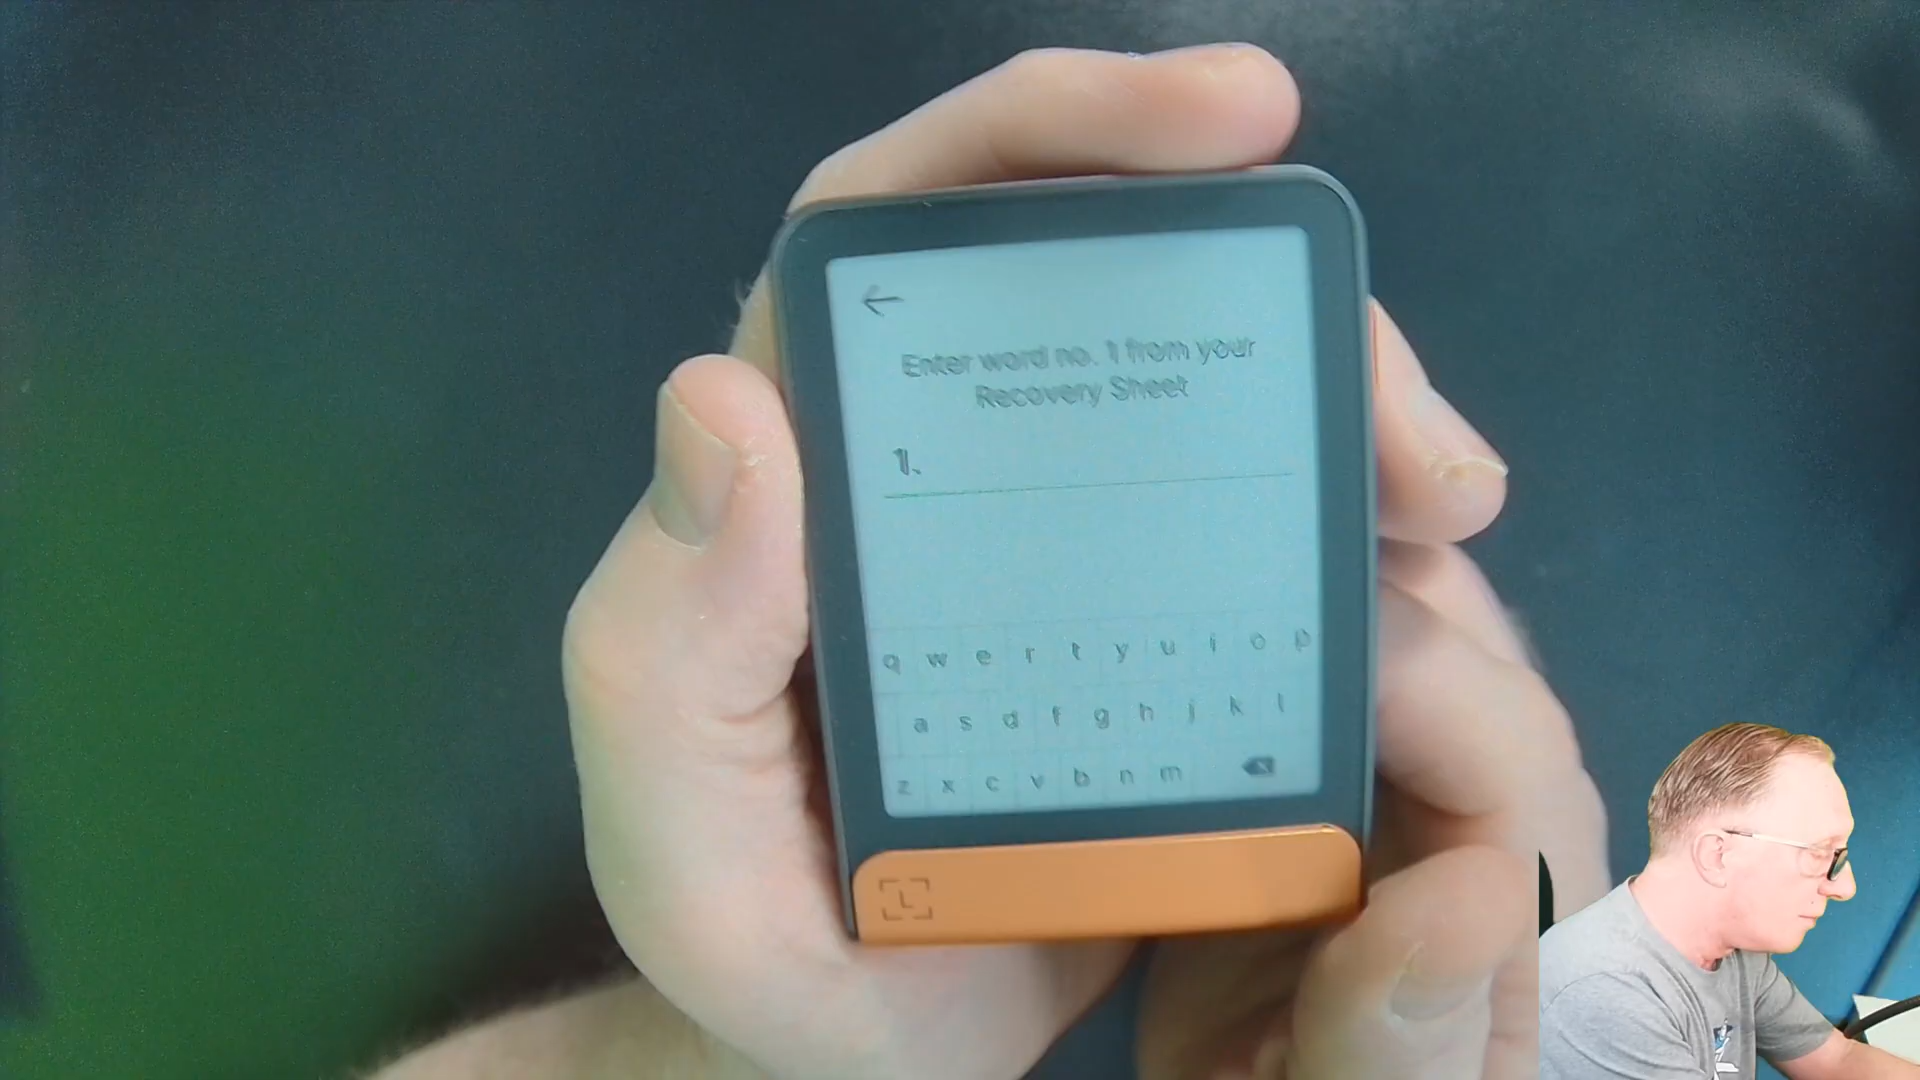 Enter word no. 1 from your
Recovery Sheet
1.
q w e r t y u i o p
a s d f g h j k l
z x c v b n m